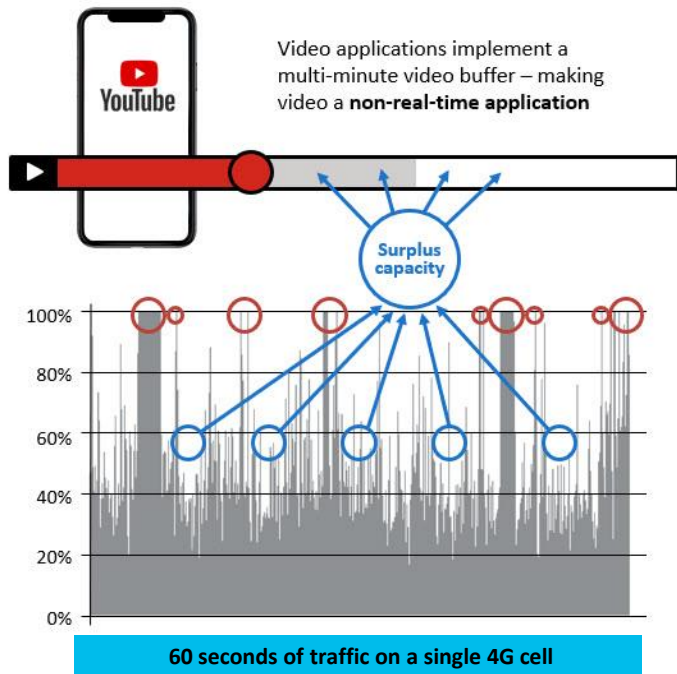 Video applications implement a
multi-minute video buffer – making
video a non-real-time application
YouTube
Surplus
capacity
100%
80%
60%
40%
20%
0%
60 seconds of traffic on a single 4G cell